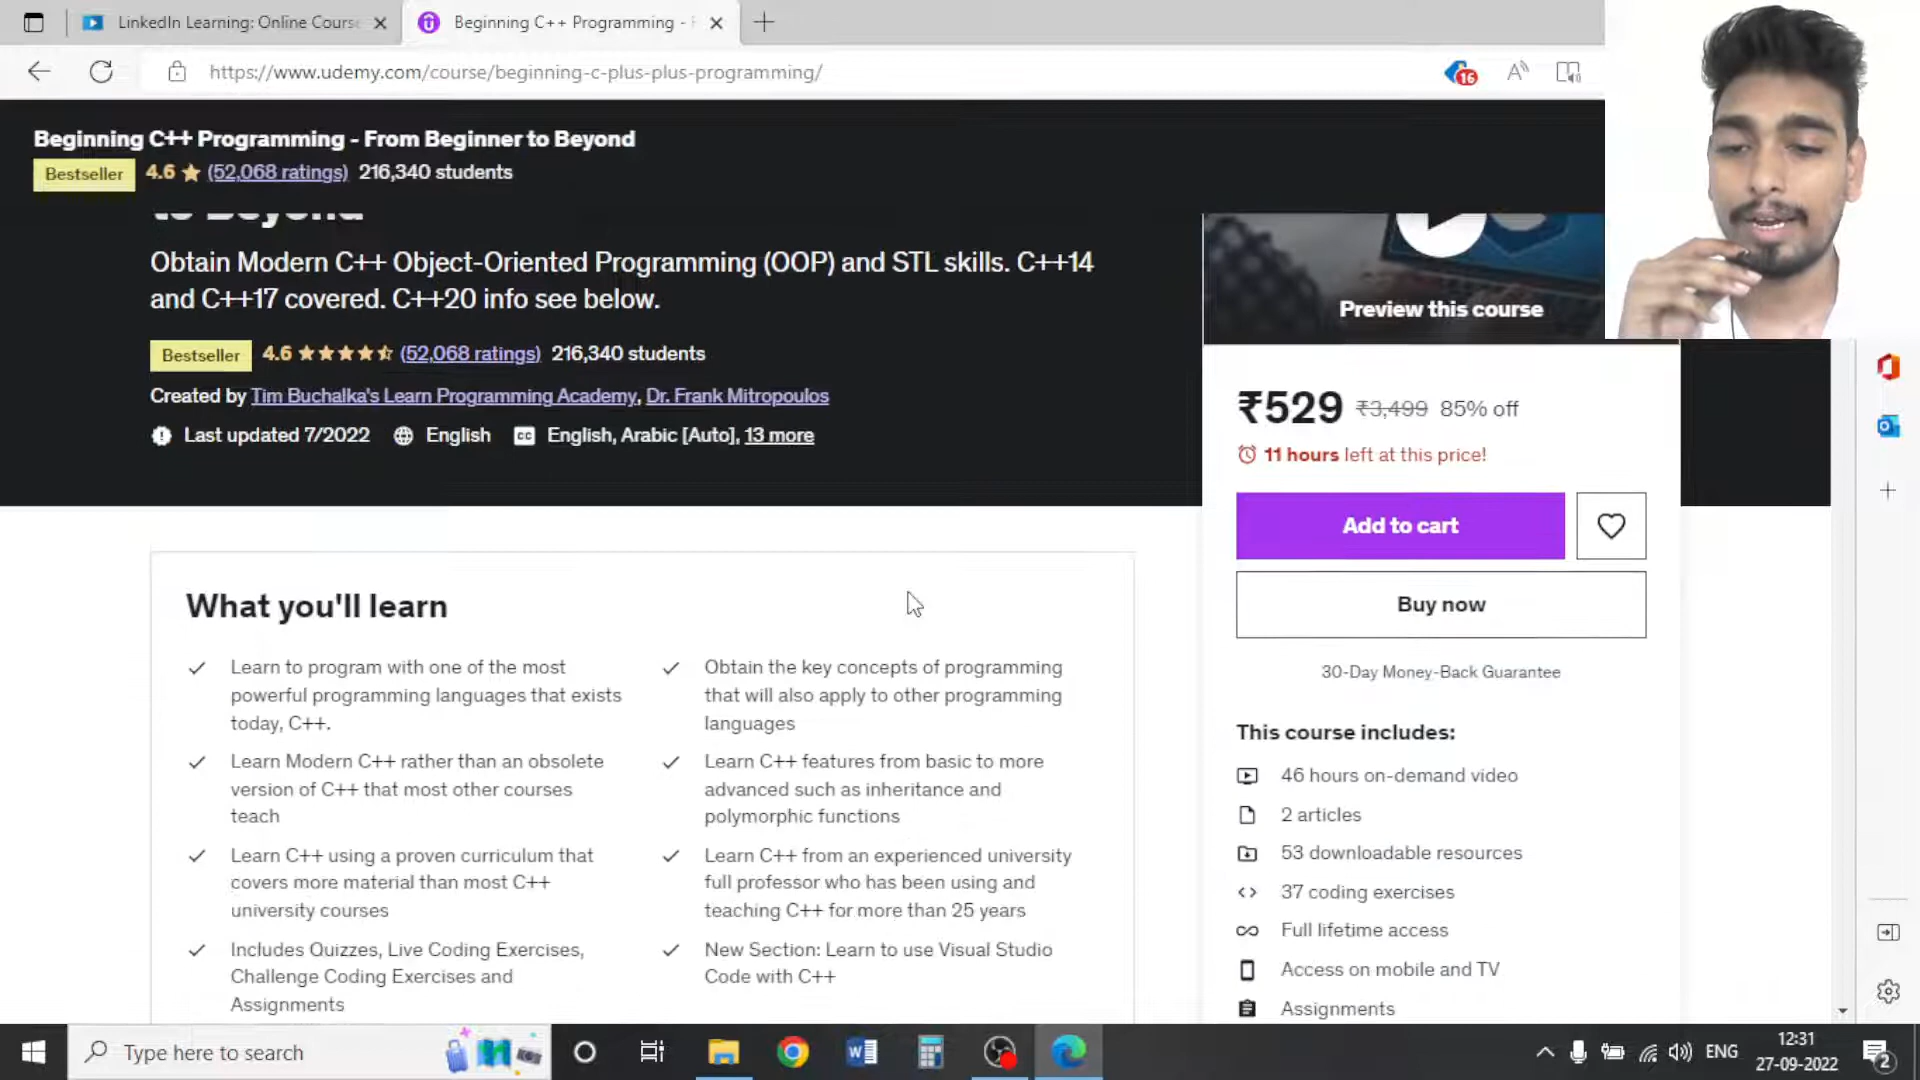 LinkedIn Learning: Online Course
Beginning C++ Programming - F
https://www.udemy.com/course/beginning-c-plus-plus-programming/
16
Beginning C++ Programming - From Beginner to Beyond
Bestseller 4.6 (52,068 ratings) 216,340 students
to Beyond
Obtain Modern C++ Object-Oriented Programming (OOP) and STL skills. C++14
and C++17 covered. C++20 info see below.
Bestseller 4.6 (52,068 ratings) 216,340 students
Created by Tim Buchalka's Learn Programming Academy, Dr. Frank Mitropoulos
Last updated 7/2022 English CC English, Arabic [Auto], 13 more
Preview this course
₹529 ₹3,499 85% off
11 hours left at this price!
Add to cart
Buy now
30-Day Money-Back Guarantee
This course includes:
46 hours on-demand video
2 articles
53 downloadable resources
37 coding exercises
Full lifetime access
Access on mobile and TV
Assignments
What you'll learn
Learn to program with one of the most
powerful programming languages that exists
today, C++.
Learn Modern C++ rather than an obsolete
version of C++ that most other courses
teach
Learn C++ using a proven curriculum that
covers more material than most C++
university courses
Includes Quizzes, Live Coding Exercises,
Challenge Coding Exercises and
Assignments
Obtain the key concepts of programming
that will also apply to other programming
languages
Learn C++ features from basic to more
advanced such as inheritance and
polymorphic functions
Learn C++ from an experienced university
full professor who has been using and
teaching C++ for more than 25 years
New Section: Learn to use Visual Studio
Code with C++
Type here to search
ENG
12:31
27-09-2022
2